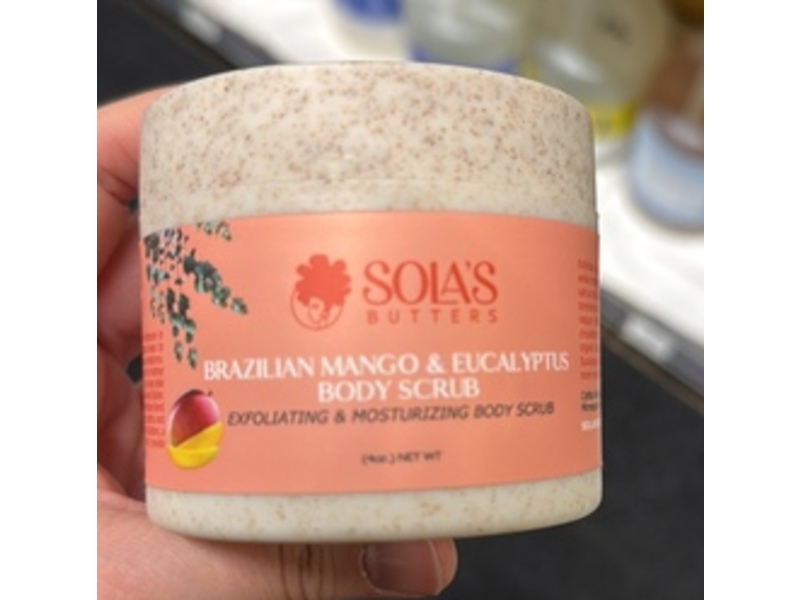 SOLA'S
BUTTERS
BRAZILIAN MANGO & EUCALYPTUS
BODY SCRUB
EXFOLIATING & MOSTURIZING BODY SCRUB
(4oz.) NET WT